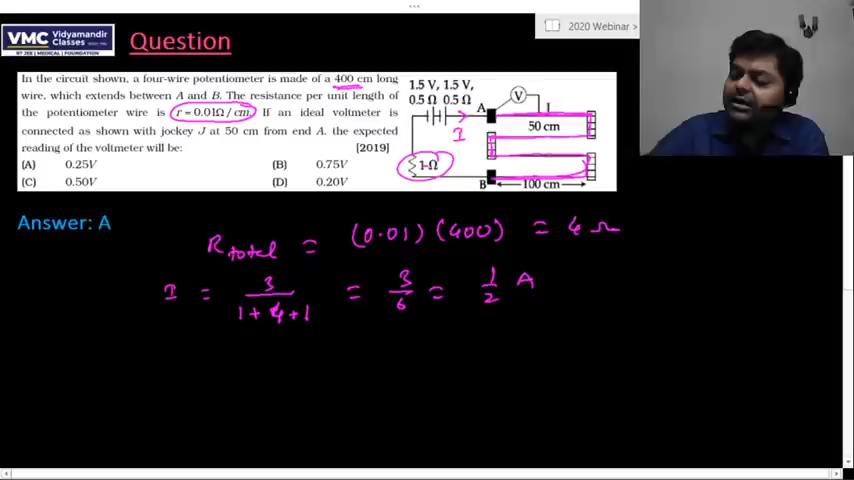 VMC Vidyamandir Classes
IIT JEE | MEDICAL | FOUNDATION
Question
2020 Webinar >
In the circuit shown, a four-wire potentiometer is made of a 400 cm long
wire, which extends between A and B. The resistance per unit length of
the potentiometer wire is r = 0.01Ω/cm. If an ideal voltmeter is
connected as shown with jockey J at 50 cm from end A, the expected
reading of the voltmeter will be: [2019]
(A) 0.25V (B) 0.75V
(C) 0.50V (D) 0.20V
1.5 V, 1.5 V,
0.5 Ω 0.5 Ω
A
V
J
50 cm
I
1 Ω
B
100 cm
Answer: A
R total = (0.01) (400) = 4 Ω
I = 3 / 1 + 4 + 1 = 3 / 6 = 1 / 2 A